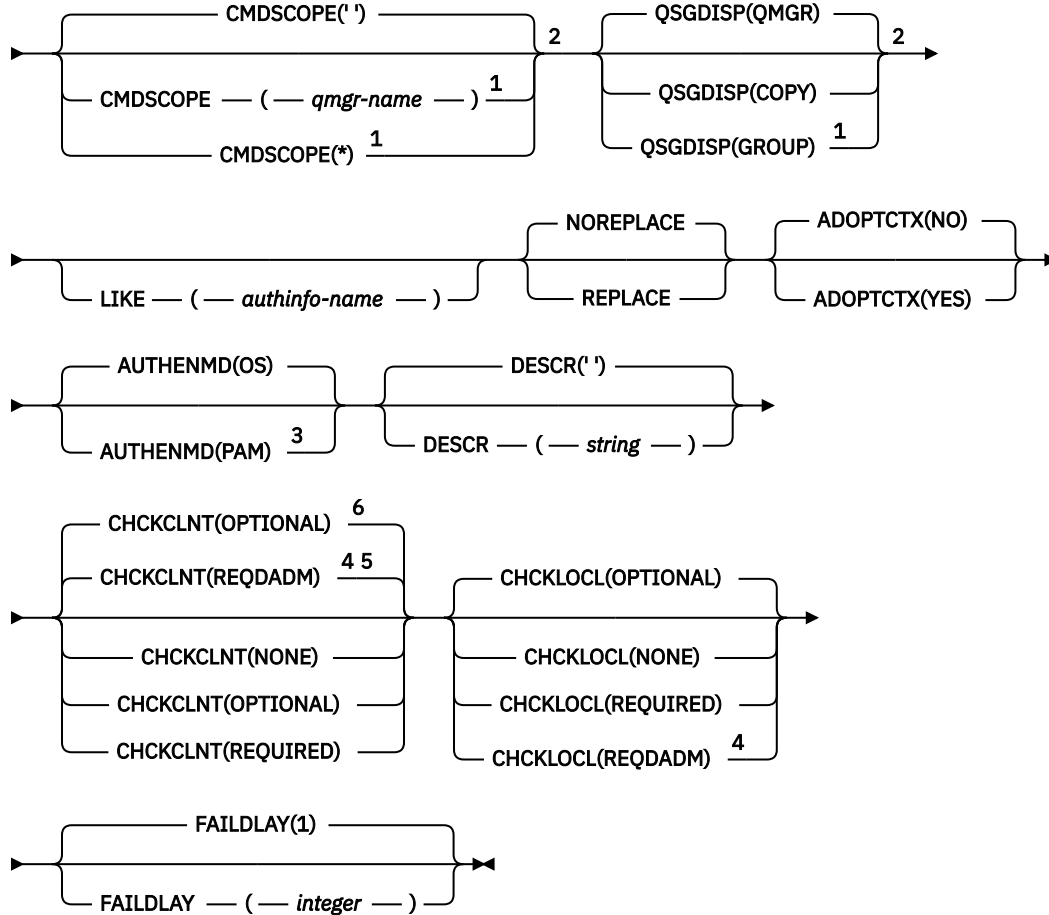 CMDSCOPE(' ') 2 QSGDISP(QMGR) 2
CMDSCOPE ( qmgr-name ) 1 QSGDISP(COPY)
CMDSCOPE(*) 1 QSGDISP(GROUP) 1
NOREPLACE ADOPTCTX(NO)
LIKE ( authinfo-name ) REPLACE ADOPTCTX(YES)
AUTHENMD(OS) DESCR(' ')
AUTHENMD(PAM) 3 DESCR ( string )
CHCKCLNT(OPTIONAL) 6
CHCKCLNT(REQDADM) 4 5 CHCKLOCL(OPTIONAL)
CHCKCLNT(NONE) CHCKLOCL(NONE)
CHCKCLNT(OPTIONAL) CHCKLOCL(REQUIRED)
CHCKCLNT(REQUIRED) CHCKLOCL(REQDADM) 4
FAILDLAY(1)
FAILDLAY ( integer )